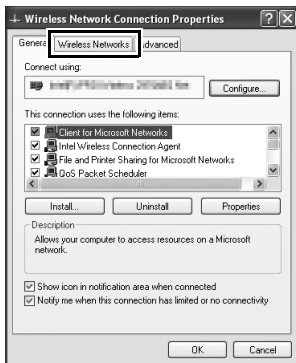 Wireless Network Connection Properties
General Wireless Networks Advanced
Connect using:
Configure...
This connection uses the following items:
Client for Microsoft Networks
Intel Wireless Connection Agent
File and Printer Sharing for Microsoft Networks
QoS Packet Scheduler
Install... Uninstall Properties
Description
Allows your computer to access resources on a Microsoft
network.
Show icon in notification area when connected
Notify me when this connection has limited or no connectivity
OK Cancel